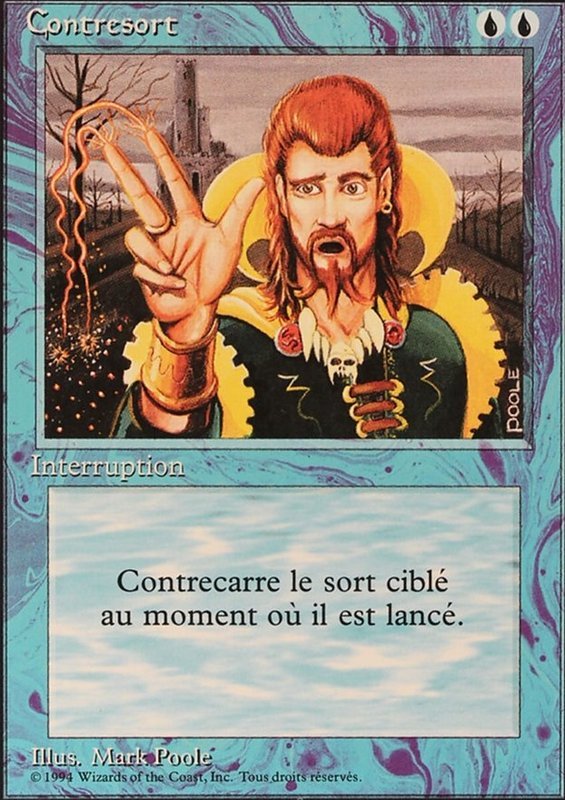 Contresort
POOLE
Interruption
Contrecarre le sort ciblé
au moment où il est lancé.
Illus. Mark Poole
© 1994 Wizards of the Coast, Inc. Tous droits réservés.